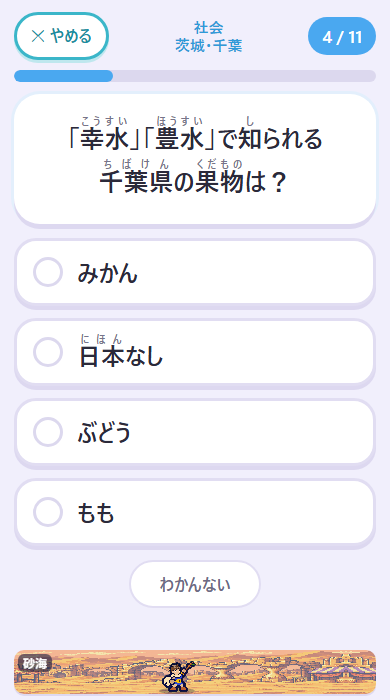 × やめる
社会
茨城・千葉
4 / 11
「幸水」「豊水」で知られる
こうすい ほうすい し
千葉県の果物は？
ちばけん くだもの
みかん
日本なし
にほん
ぶどう
もも
わかんない
砂海